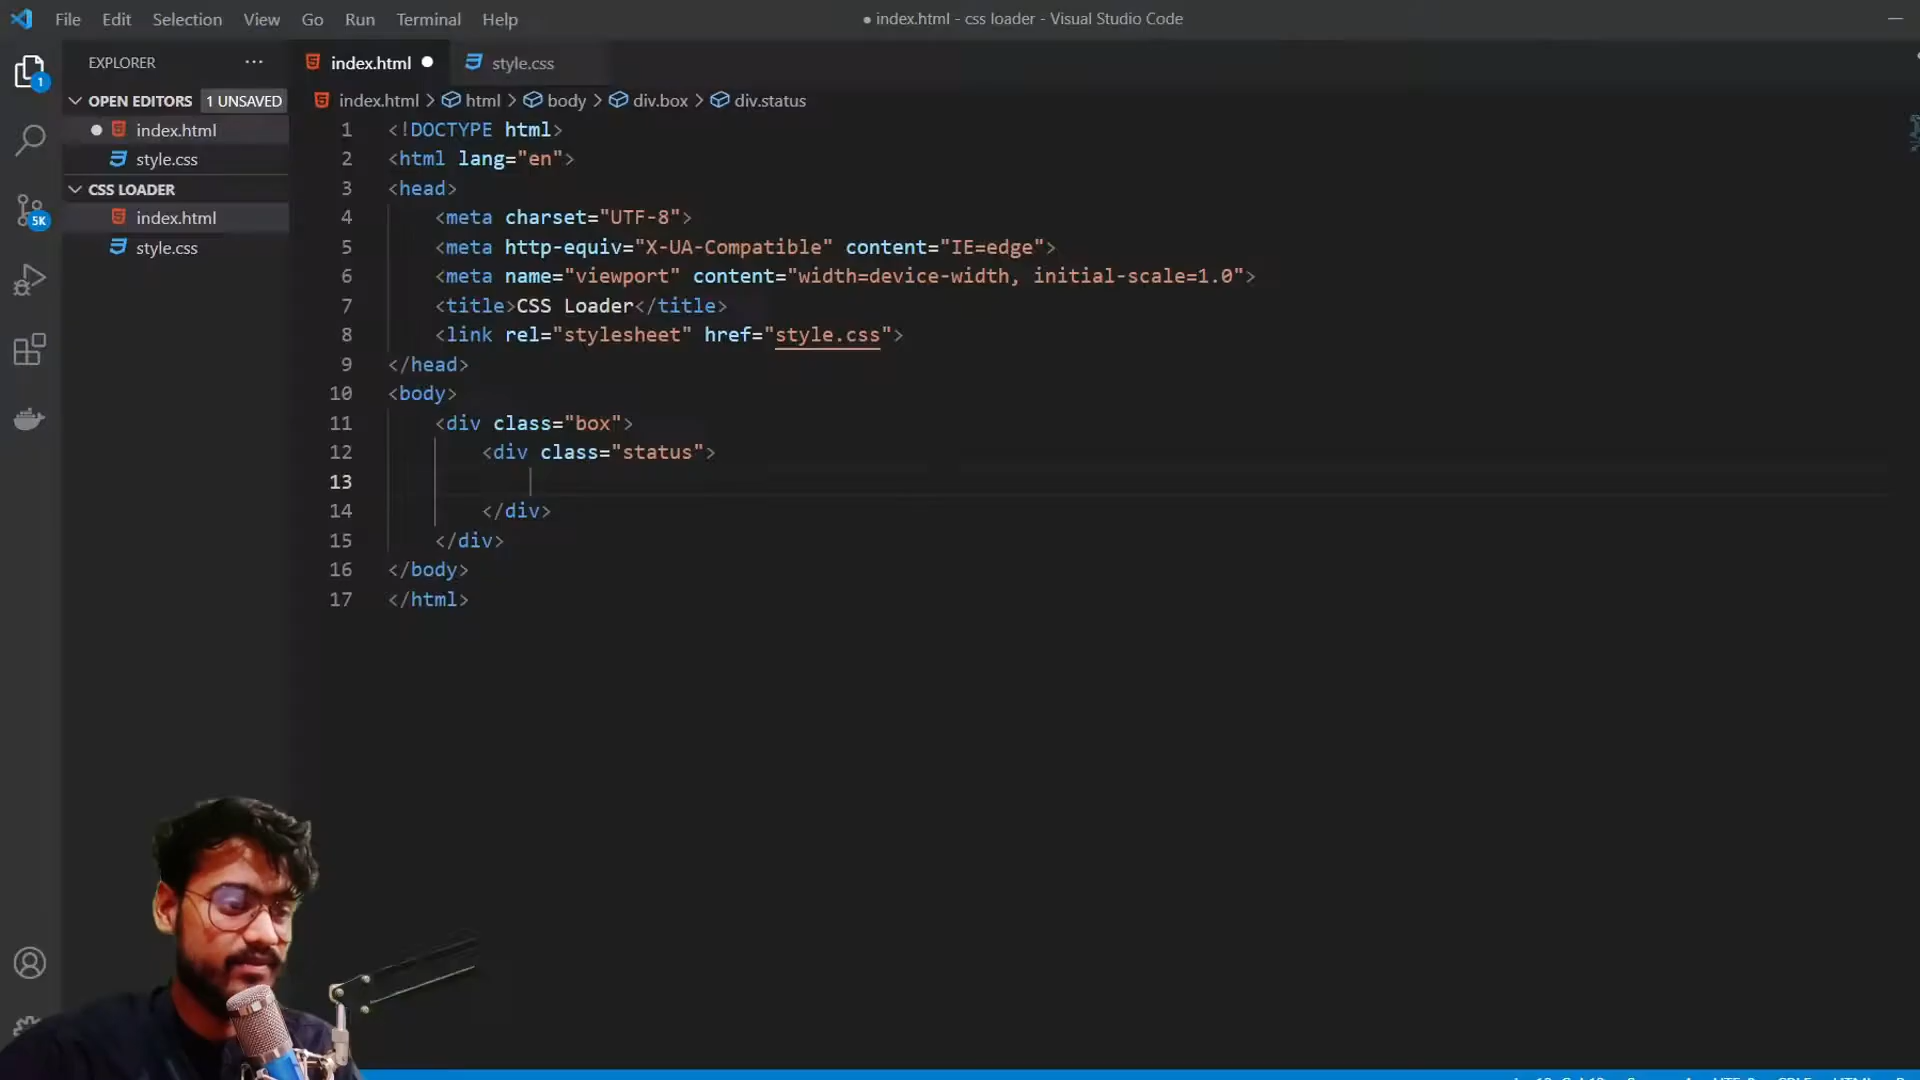 File Edit Selection View Go Run Terminal Help
● index.html - css loader - Visual Studio Code
EXPLORER ···
index.html ●
style.css
1
OPEN EDITORS 1 UNSAVED
index.html > html > body > div.box > div.status
● index.html
style.css
CSS LOADER
index.html
style.css
5K
1 <!DOCTYPE html>
2 <html lang="en">
3 <head>
4 <meta charset="UTF-8">
5 <meta http-equiv="X-UA-Compatible" content="IE=edge">
6 <meta name="viewport" content="width=device-width, initial-scale=1.0">
7 <title>CSS Loader</title>
8 <link rel="stylesheet" href="style.css">
9 </head>
10 <body>
11 <div class="box">
12 <div class="status">
13
14 </div>
15 </div>
16 </body>
17 </html>